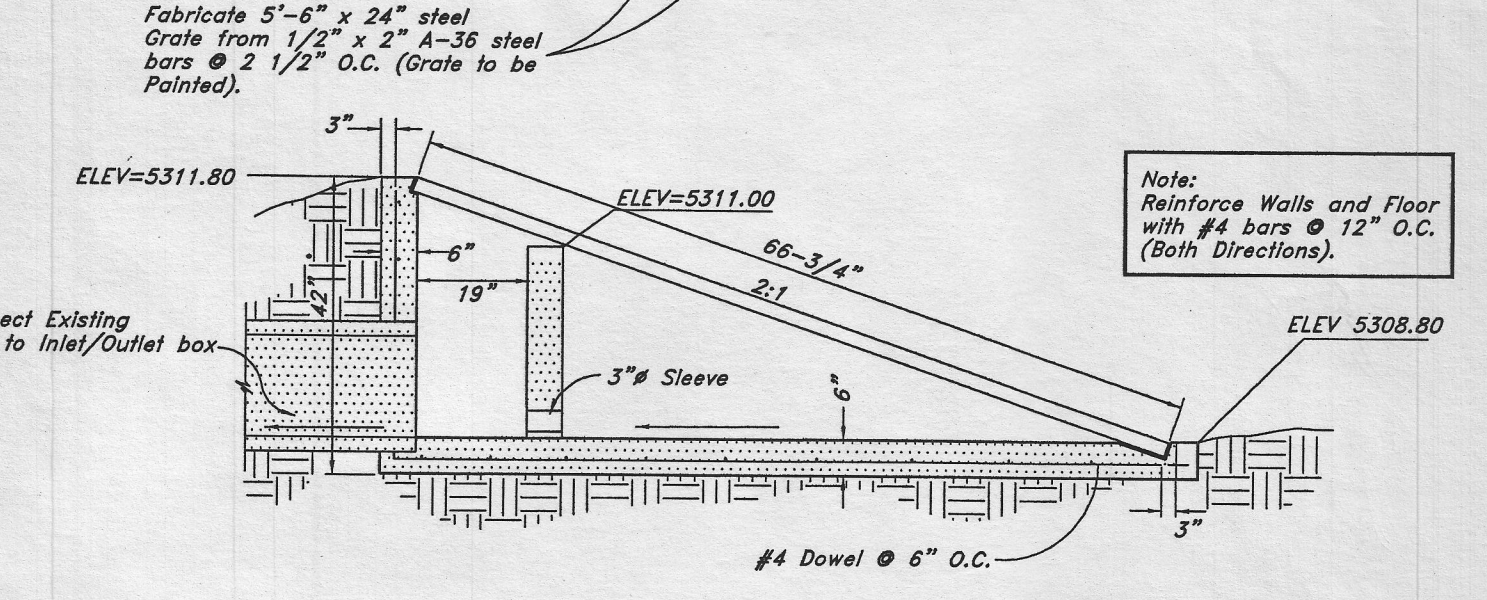 Fabricate 5'-6" x 24" steel
Grate from 1/2" x 2" A-36 steel
bars @ 2 1/2" O.C. (Grate to be
Painted).
3"
ELEV=5311.80
ELEV=5311.00
Note:
Reinforce Walls and Floor
with #4 bars @ 12" O.C.
(Both Directions).
66-3/4"
2:1
6"
19"
42"
ect Existing
to Inlet/Outlet box
ELEV 5308.80
3"ø Sleeve
6"
3"
#4 Dowel @ 6" O.C.